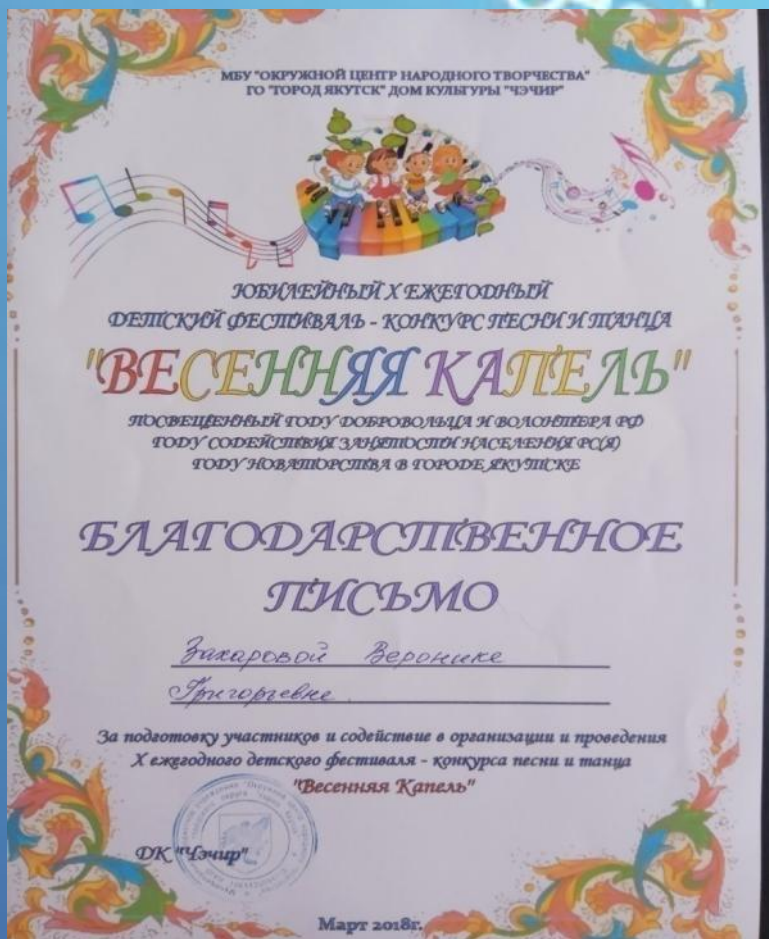 МБУ "ОКРУЖНОЙ ЦЕНТР НАРОДНОГО ТВОРЧЕСТВА"
ГО "ГОРОД ЯКУТСК" ДОМ КУЛЬТУРЫ "ЧЭЧИР"
ЮБИЛЕЙНЫЙ X ЕЖЕГОДНЫЙ
ДЕТСКИЙ ФЕСТИВАЛЬ - КОНКУРС ПЕСНИ И ТАНЦА
"ВЕСЕННЯЯ КАПЕЛЬ"
ПОСВЕЩЕННЫЙ ГОДУ ДОБРОВОЛЬЦА И ВОЛОНТЕРА РФ
ГОДУ СОДЕЙСТВИЯ ЗАНЯТОСТИ НАСЕЛЕНИЯ РС(Я)
ГОДУ НОВАТОРСТВА В ГОРОДЕ ЯКУТСКЕ
БЛАГОДАРСТВЕННОЕ
ПИСЬМО
Захаровой Веронике
Григорьевне
За подготовку участников и содействие в организации и проведения
X ежегодного детского фестиваля - конкурса песни и танца
"Весенняя Капель"
ДК "Чэчир"
Март 2018г.